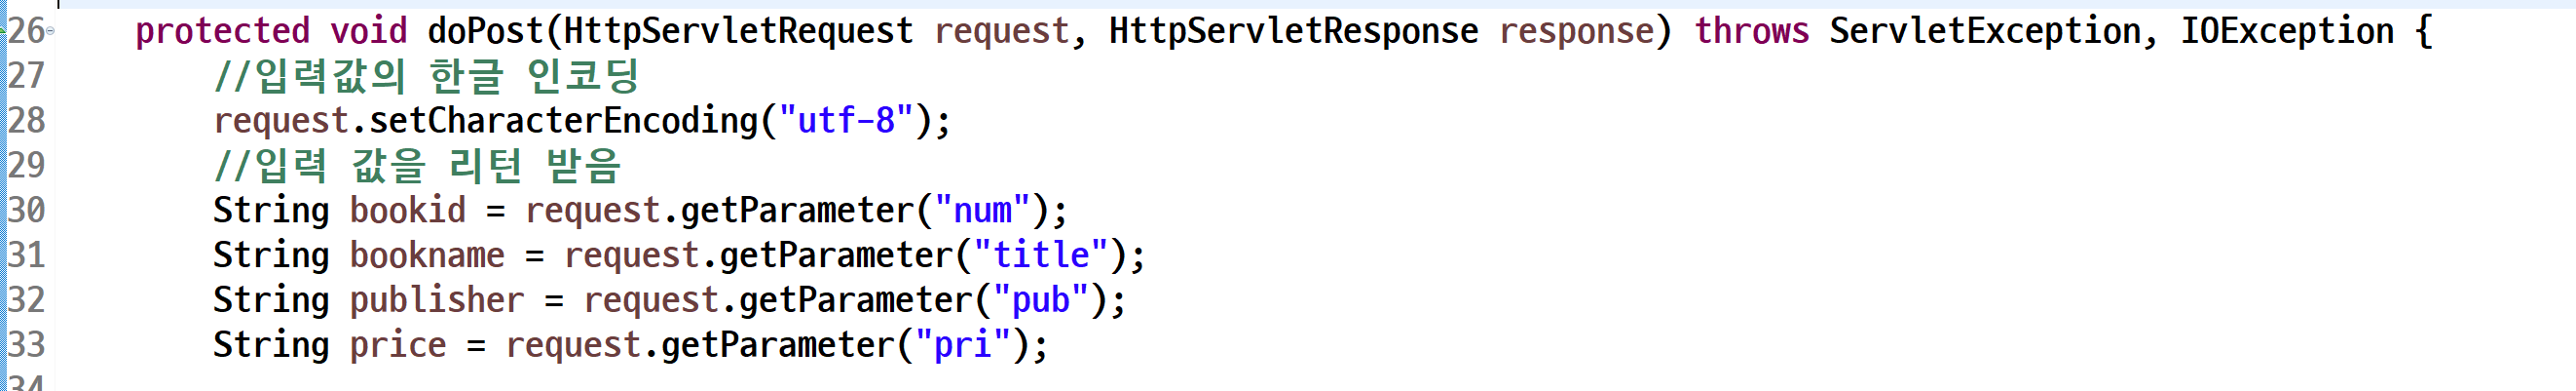 26 protected void doPost(HttpServletRequest request, HttpServletResponse response) throws ServletException, IOException {
27 //입력값의 한글 인코딩
28 request.setCharacterEncoding("utf-8");
29 //입력 값을 리턴 받음
30 String bookid = request.getParameter("num");
31 String bookname = request.getParameter("title");
32 String publisher = request.getParameter("pub");
33 String price = request.getParameter("pri");
34